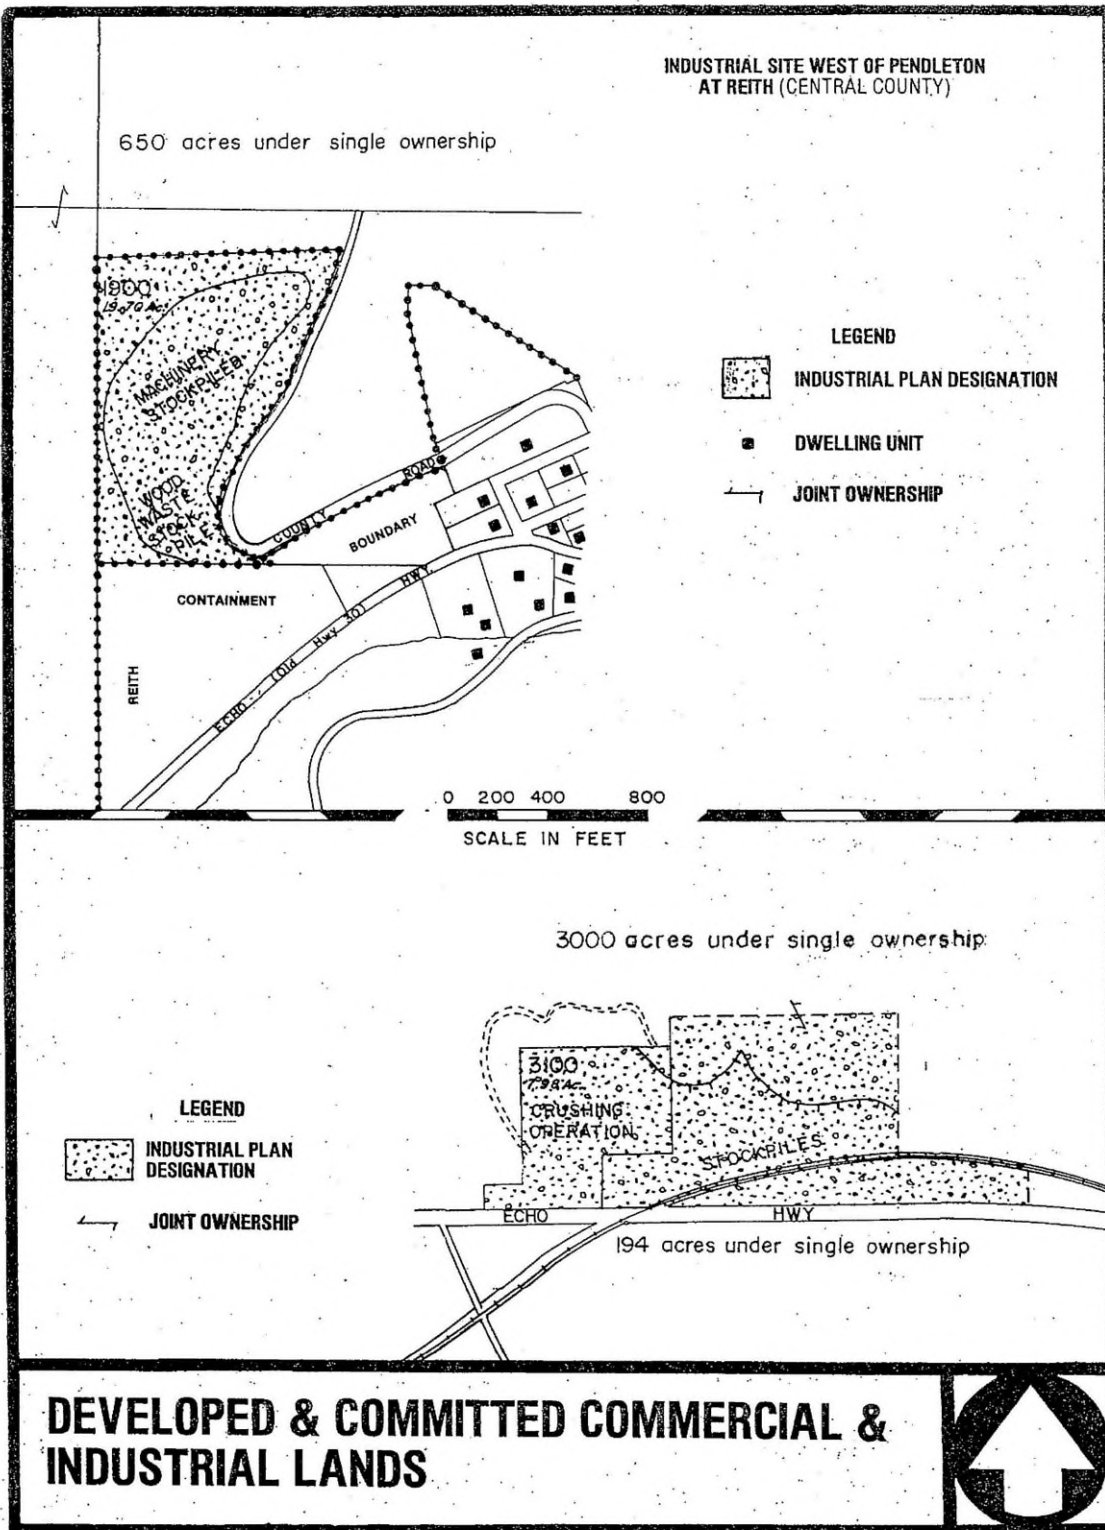 INDUSTRIAL SITE WEST OF PENDLETON
AT REITH (CENTRAL COUNTY)
650 acres under single ownership
1900
19.70 Ac.
MACHINERY
STOCKPILED
WOOD
WASTE
STOCK
PILE
LEGEND
INDUSTRIAL PLAN DESIGNATION
DWELLING UNIT
JOINT OWNERSHIP
COUNTY ROAD
BOUNDARY
CONTAINMENT
REITH
ECHO (Old Hwy 30) HWY.
0 200 400 800
SCALE IN FEET
3000 acres under single ownership
3100
7.98 Ac.
CRUSHING
OPERATION
STOCKPILES
LEGEND
INDUSTRIAL PLAN
DESIGNATION
JOINT OWNERSHIP
ECHO HWY
194 acres under single ownership
DEVELOPED & COMMITTED COMMERCIAL &
INDUSTRIAL LANDS